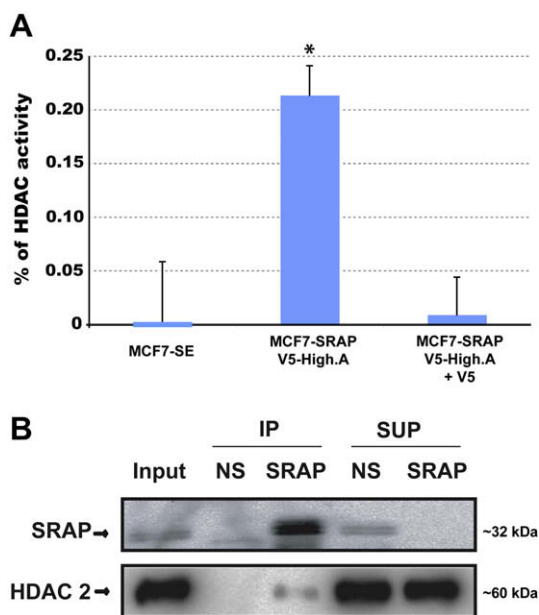 A
% of HDAC activity
0.25
0.20
0.25
0.10
0.05
0
*
MCF7-SE
MCF7-SRAP
V5-High.A
MCF7-SRAP
V5-High.A
+ V5
B
IP
SUP
Input
NS
SRAP
NS
SRAP
SRAP
~32 kDa
HDAC 2
~60 kDa